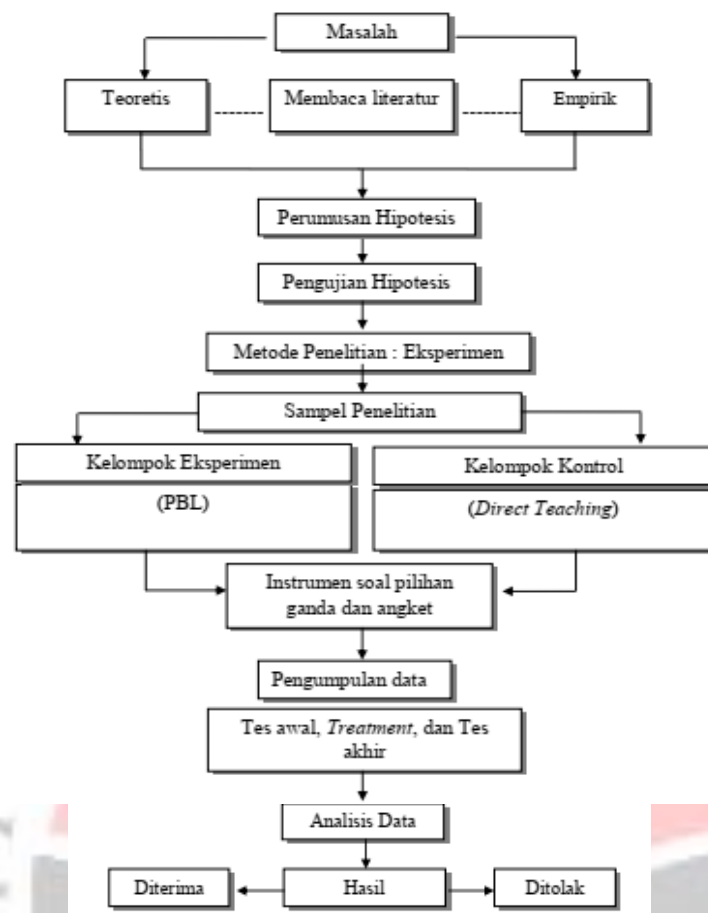 Masalah
Teoretis
Membaca literatur
Empirik
Perumusan Hipotesis
Pengujian Hipotesis
Metode Penelitian : Eksperimen
Sampel Penelitian
Kelompok Eksperimen
(PBL)
Kelompok Kontrol
(Direct Teaching)
Instrumen soal pilihan
ganda dan angket
Pengumpulan data
Tes awal, Treatment, dan Tes
akhir
Analisis Data
Diterima
Hasil
Ditolak